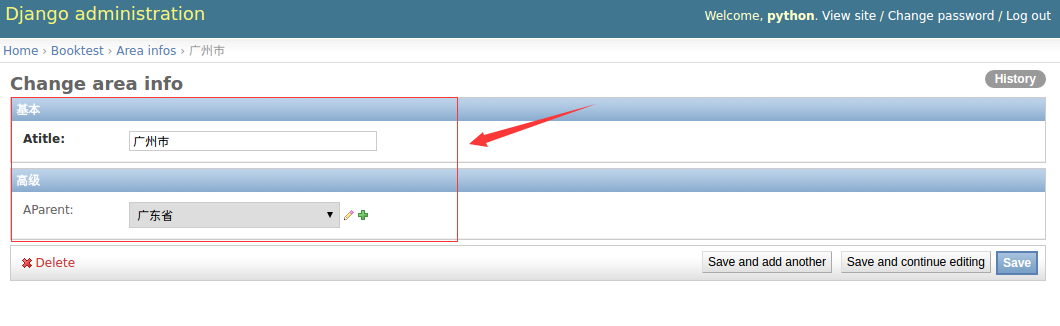 Django administration
Welcome, python. View site / Change password / Log out
Home › Booktest › Area infos › 广州市
Change area info
History
基本
Atitle: 广州市
高级
AParent: 广东省
Delete
Save and add another Save and continue editing Save